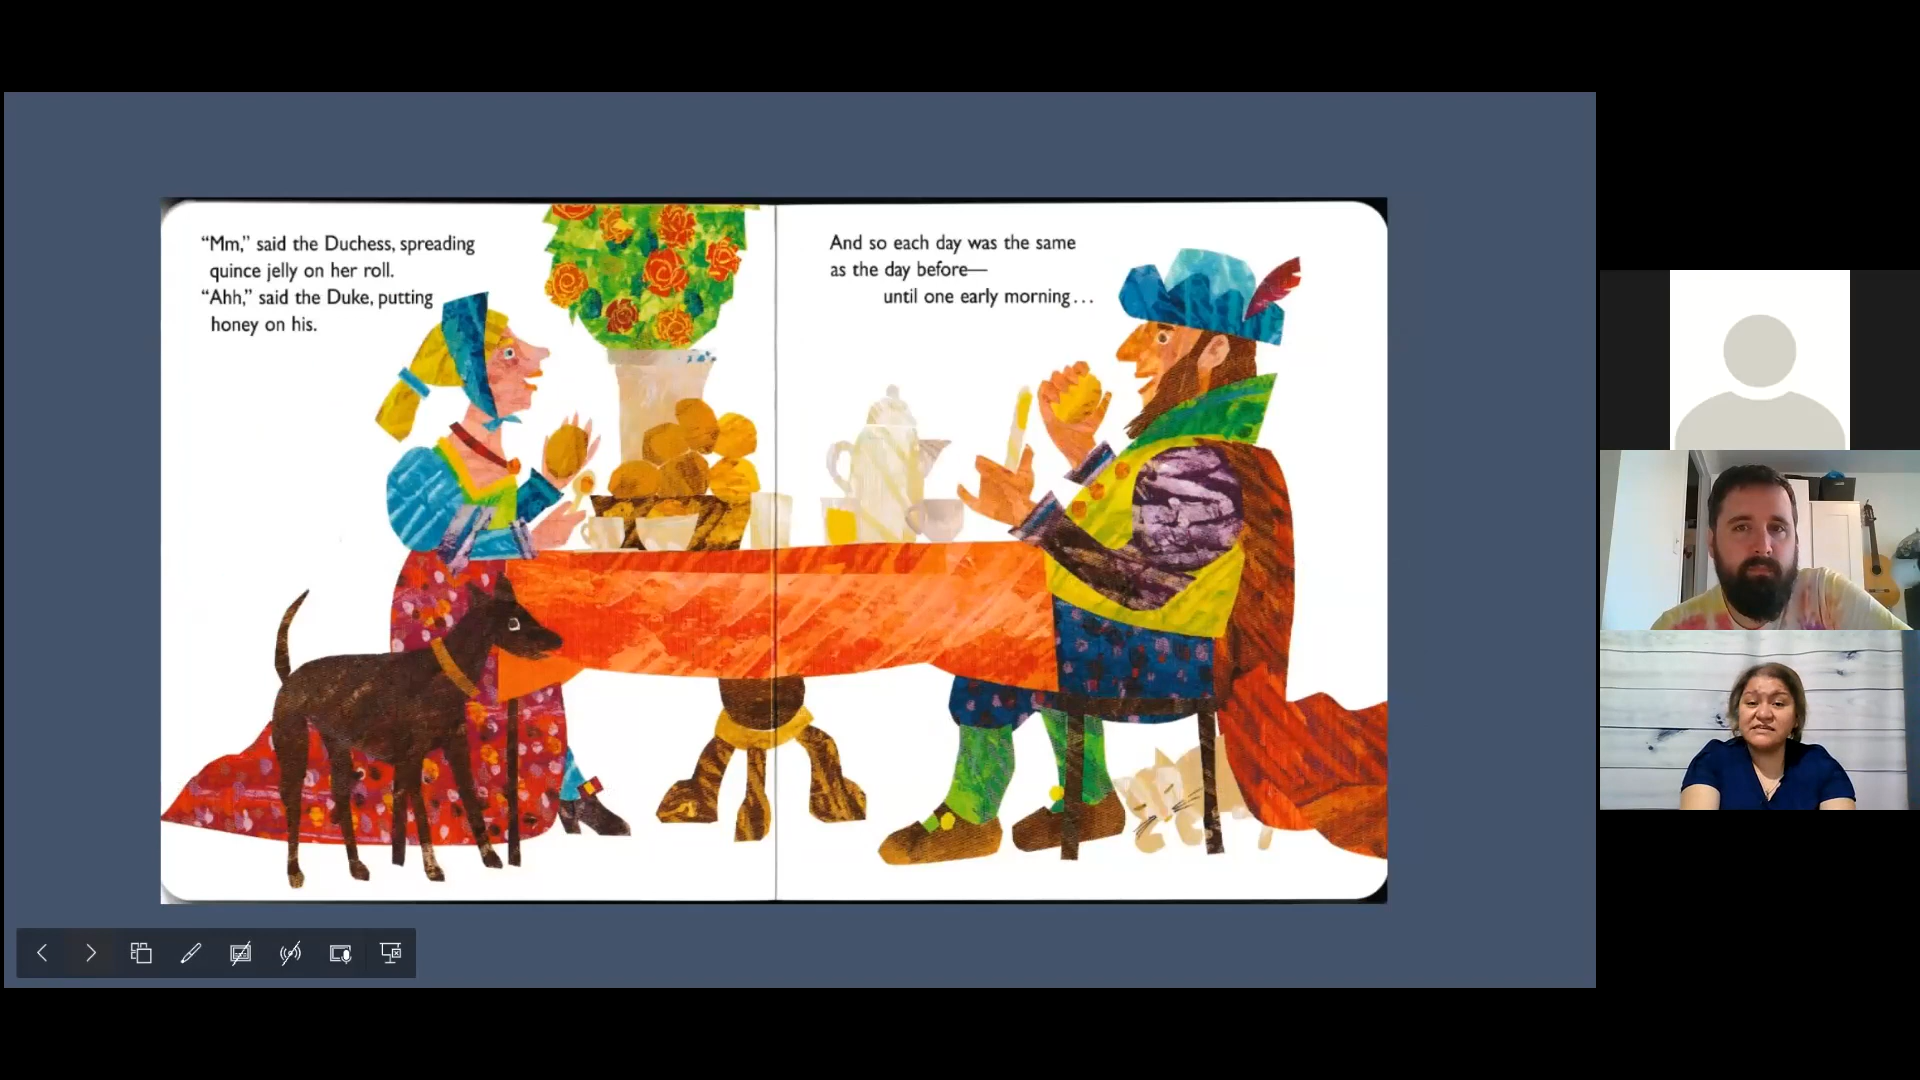 “Mm,” said the Duchess, spreading
quince jelly on her roll.
“Ahh,” said the Duke, putting
honey on his.
And so each day was the same
as the day before—
until one early morning...